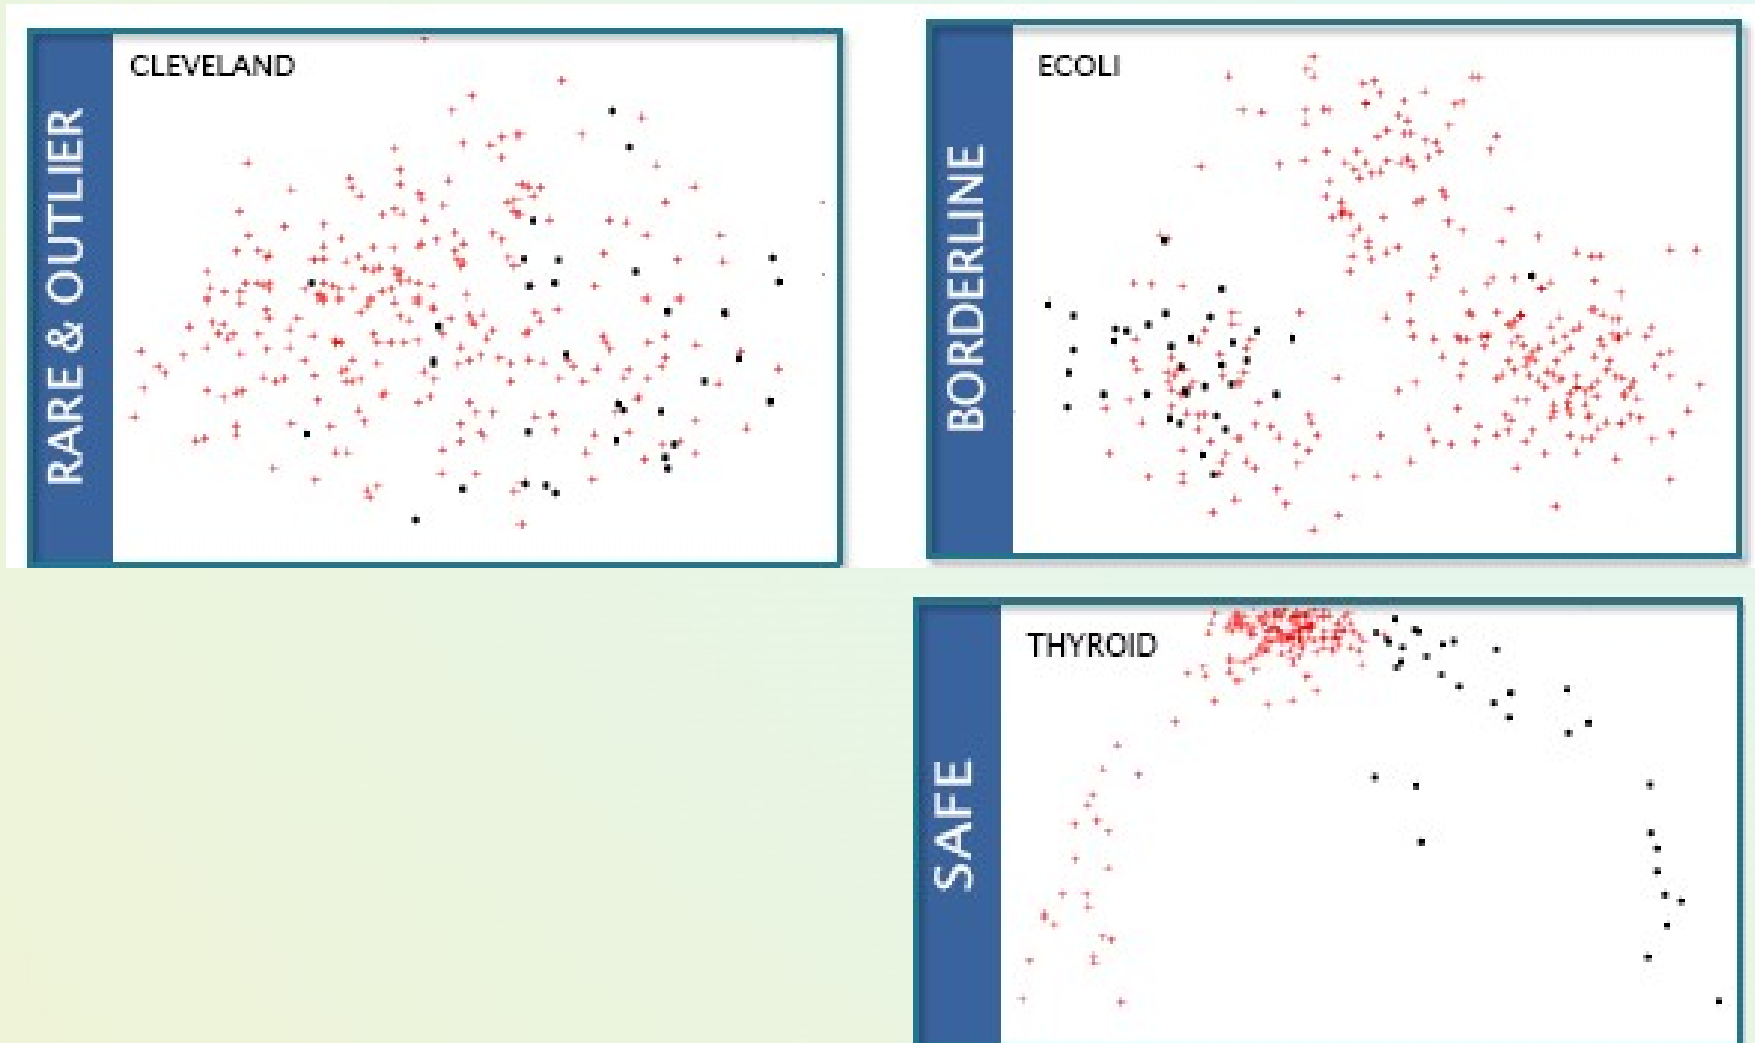 RARE & OUTLIER
CLEVELAND
BORDERLINE
ECOLI
SAFE
THYROID